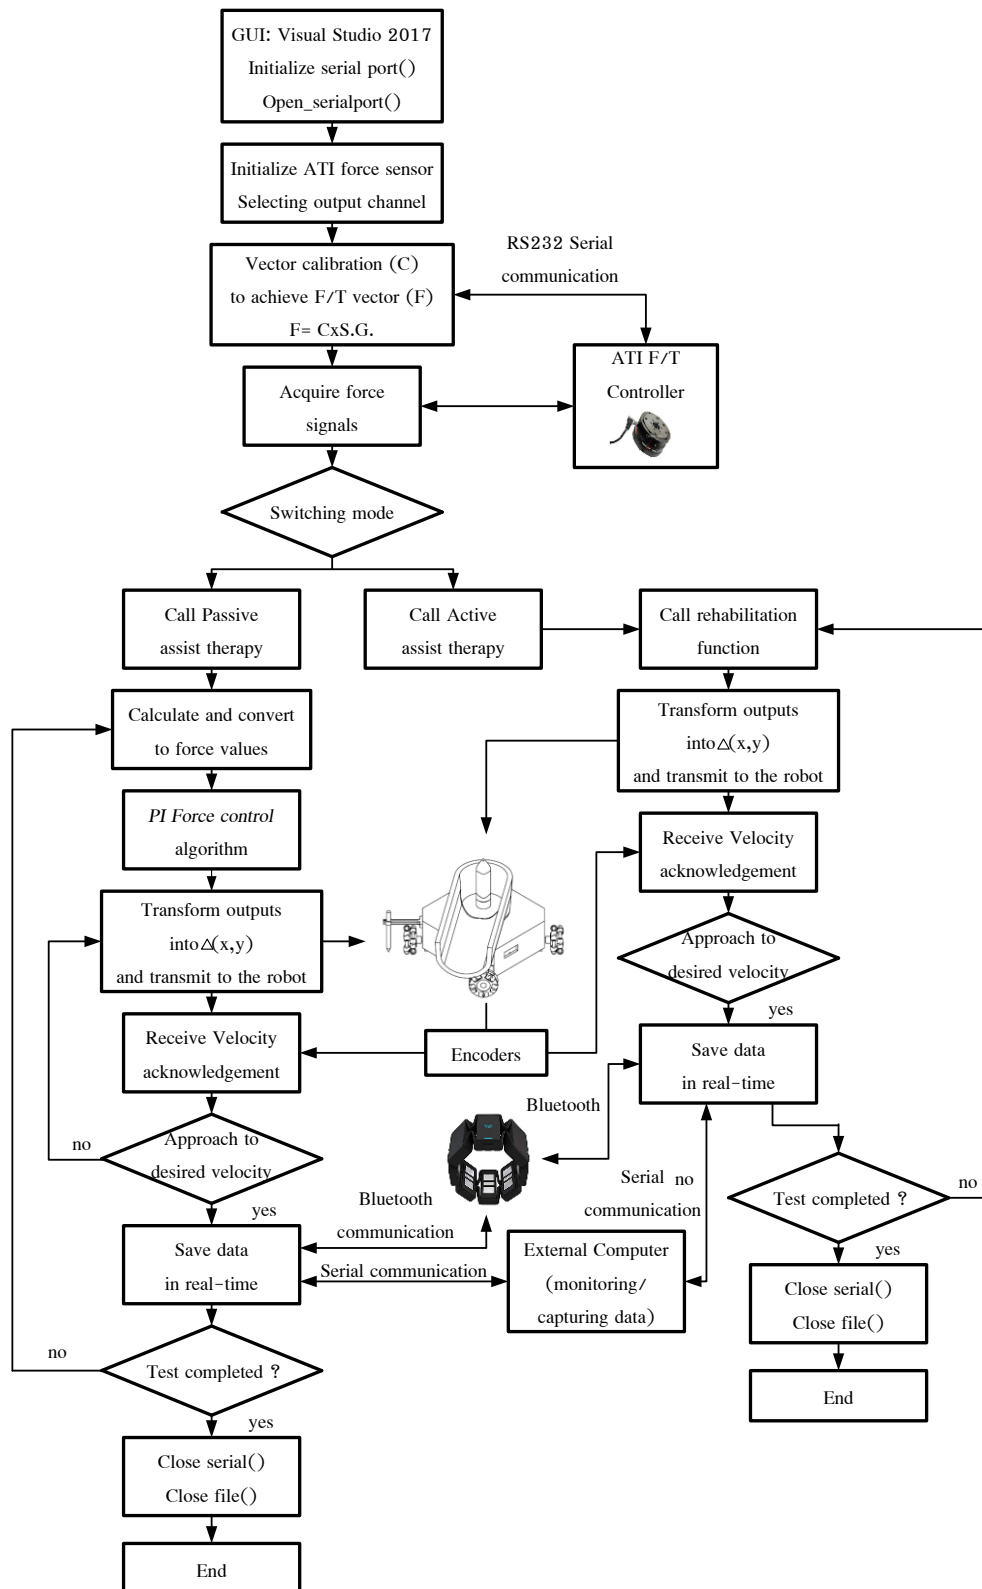 GUI: Visual Studio 2017
Initialize serial port()
Open_serialport()
Initialize ATI force sensor
Selecting output channel
Vector calibration (C)
to achieve F/T vector (F)
F= CxS.G.
RS232 Serial
communication
ATI F/T
Controller
Acquire force
signals
Switching mode
Call Passive
assist therapy
Call Active
assist therapy
Call rehabilitation
function
Calculate and convert
to force values
PI Force control
algorithm
Transform outputs
into△(x,y)
and transmit to the robot
Receive Velocity
acknowledgement
Approach to
desired velocity
no
yes
Save data
in real-time
Test completed ?
no
yes
Close serial()
Close file()
End
Encoders
Bluetooth
Bluetooth
communication
Serial communication
External Computer
(monitoring/
capturing data)
Serial
communication
Transform outputs
into△(x,y)
and transmit to the robot
Receive Velocity
acknowledgement
Approach to
desired velocity
no
yes
Save data
in real-time
Test completed ?
no
yes
Close serial()
Close file()
End